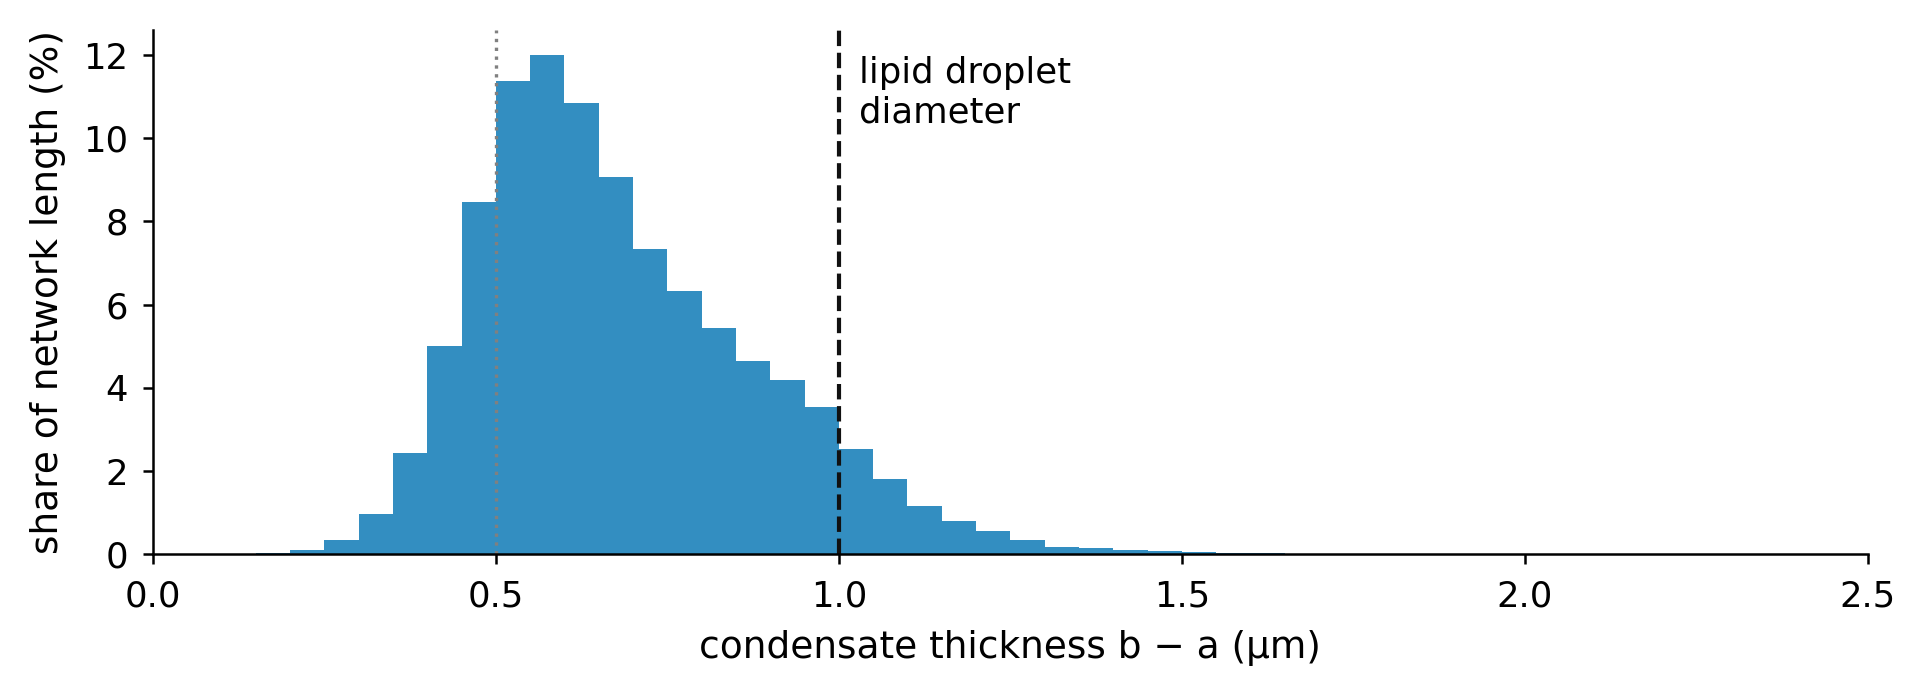 share of network length (%)
12
10
8
6
4
2
0
lipid droplet
diameter
0.0 0.5 1.0 1.5 2.0 2.5
condensate thickness b − a (μm)